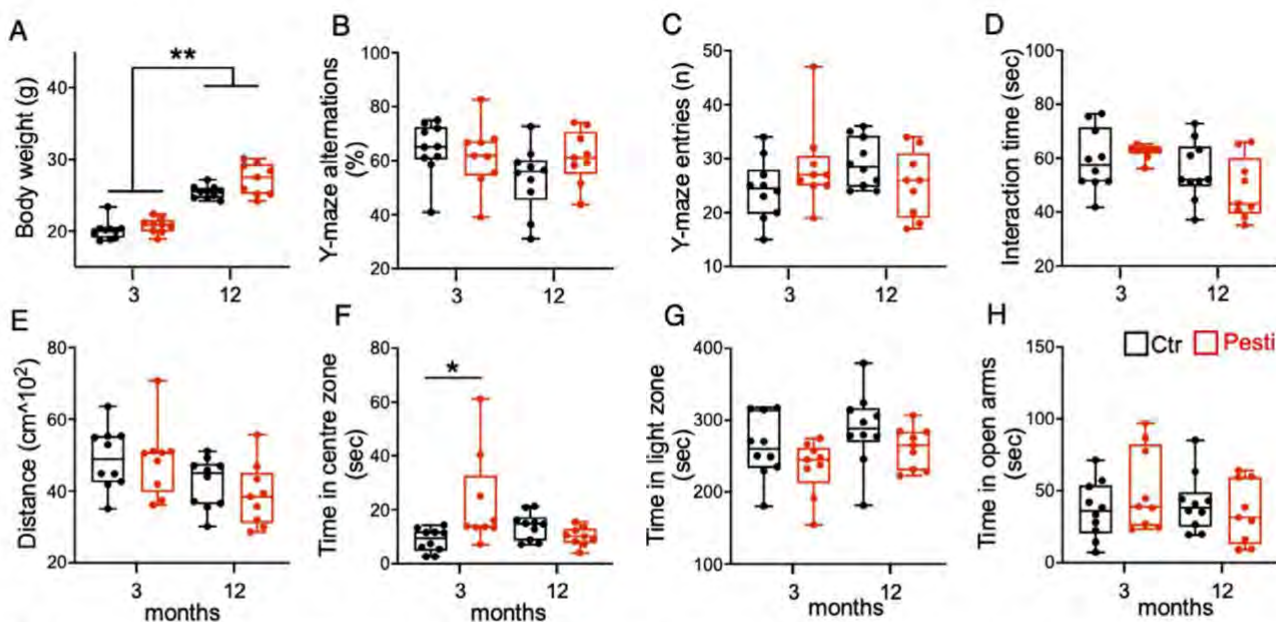 A
Body weight (g)
40
30
20
**
3
12
B
Y-maze alternations
(%)
100
80
60
40
20
3
12
C
Y-maze entries (n)
50
40
30
20
10
3
12
D
Interaction time (sec)
100
80
60
40
20
3
12
E
Distance (cm^10²)
80
60
40
20
3
12
months
F
Time in centre zone
(sec)
80
60
40
20
0
*
3
12
months
G
Time in light zone
(sec)
400
300
200
100
3
12
months
H
Time in open arms
(sec)
150
100
50
0
Ctr
Pesti
3
12
months